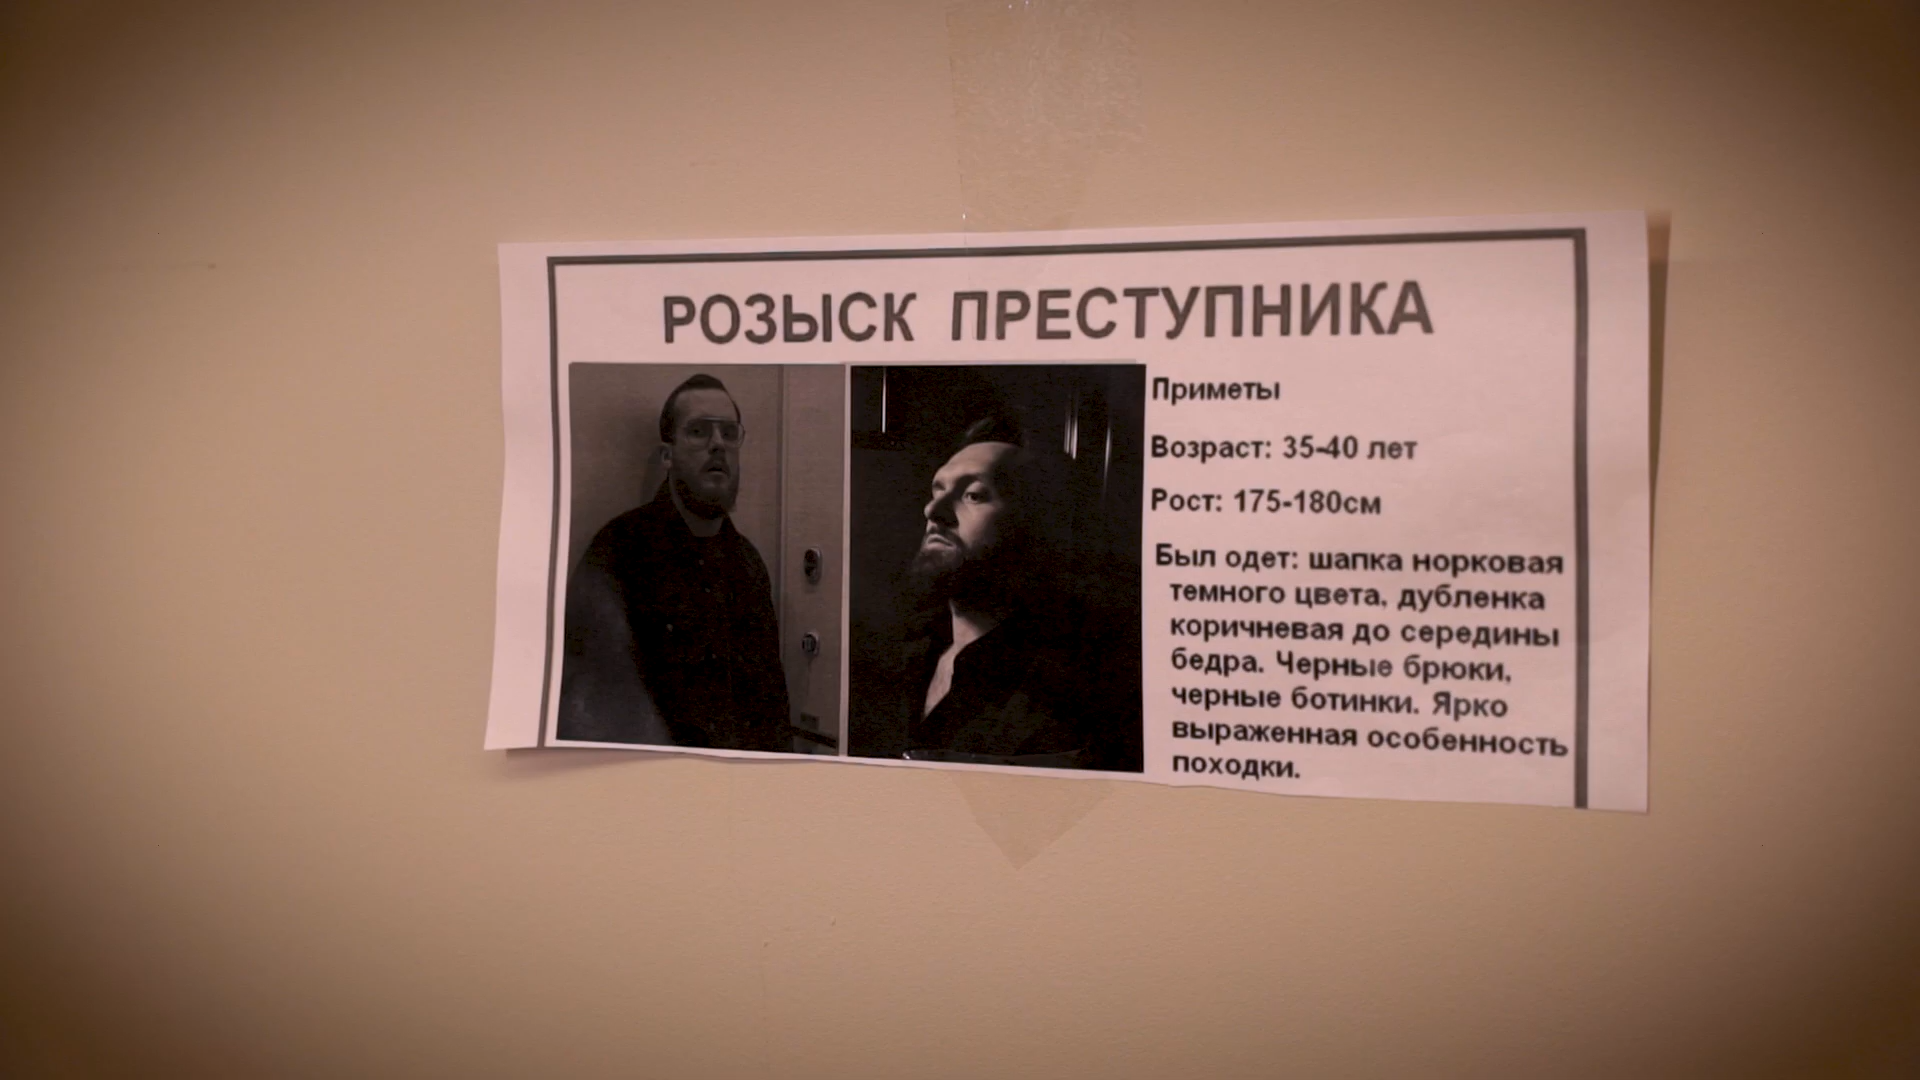 РОЗЫСК ПРЕСТУПНИКА
Приметы
Возраст: 35-40 лет
Рост: 175-180см
Был одет: шапка норковая
темного цвета, дубленка
коричневая до середины
бедра. Черные брюки,
черные ботинки. Ярко
выраженная особенность
походки.